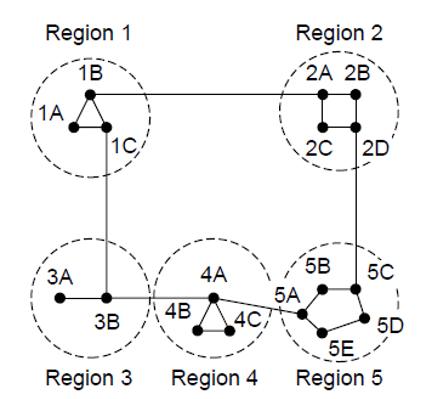 Region 1
Region 2
1B
2A 2B
1A
1C
2C
2D
3A
4A
5B
5C
5A
3B
4B
4C
5D
5E
Region 3
Region 4
Region 5